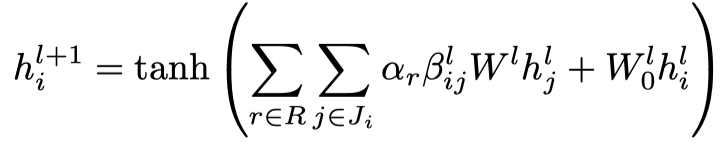 h_i^{l+1} = \tanh \left( \sum_{r \in R} \sum_{j \in J_i} \alpha_r \beta_{ij}^l W^l h_j^l + W_0^l h_i^l \right)